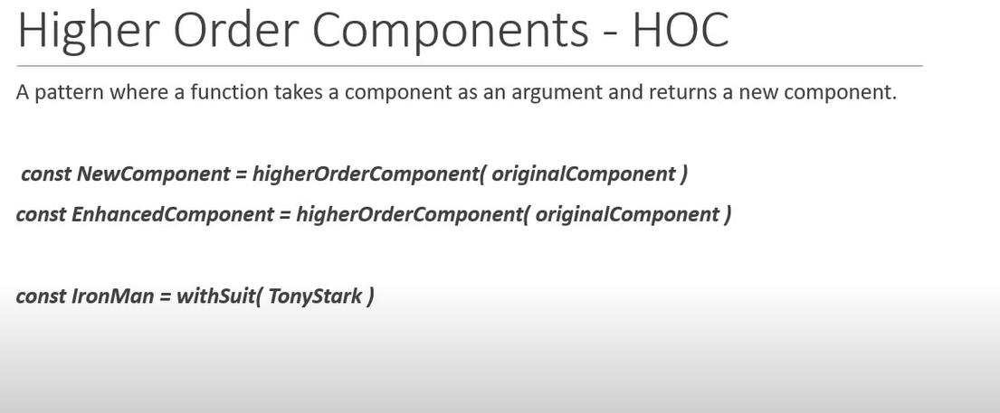 Higher Order Components - HOC
A pattern where a function takes a component as an argument and returns a new component.
const NewComponent = higherOrderComponent( originalComponent )
const EnhancedComponent = higherOrderComponent( originalComponent )
const IronMan = withSuit( TonyStark )